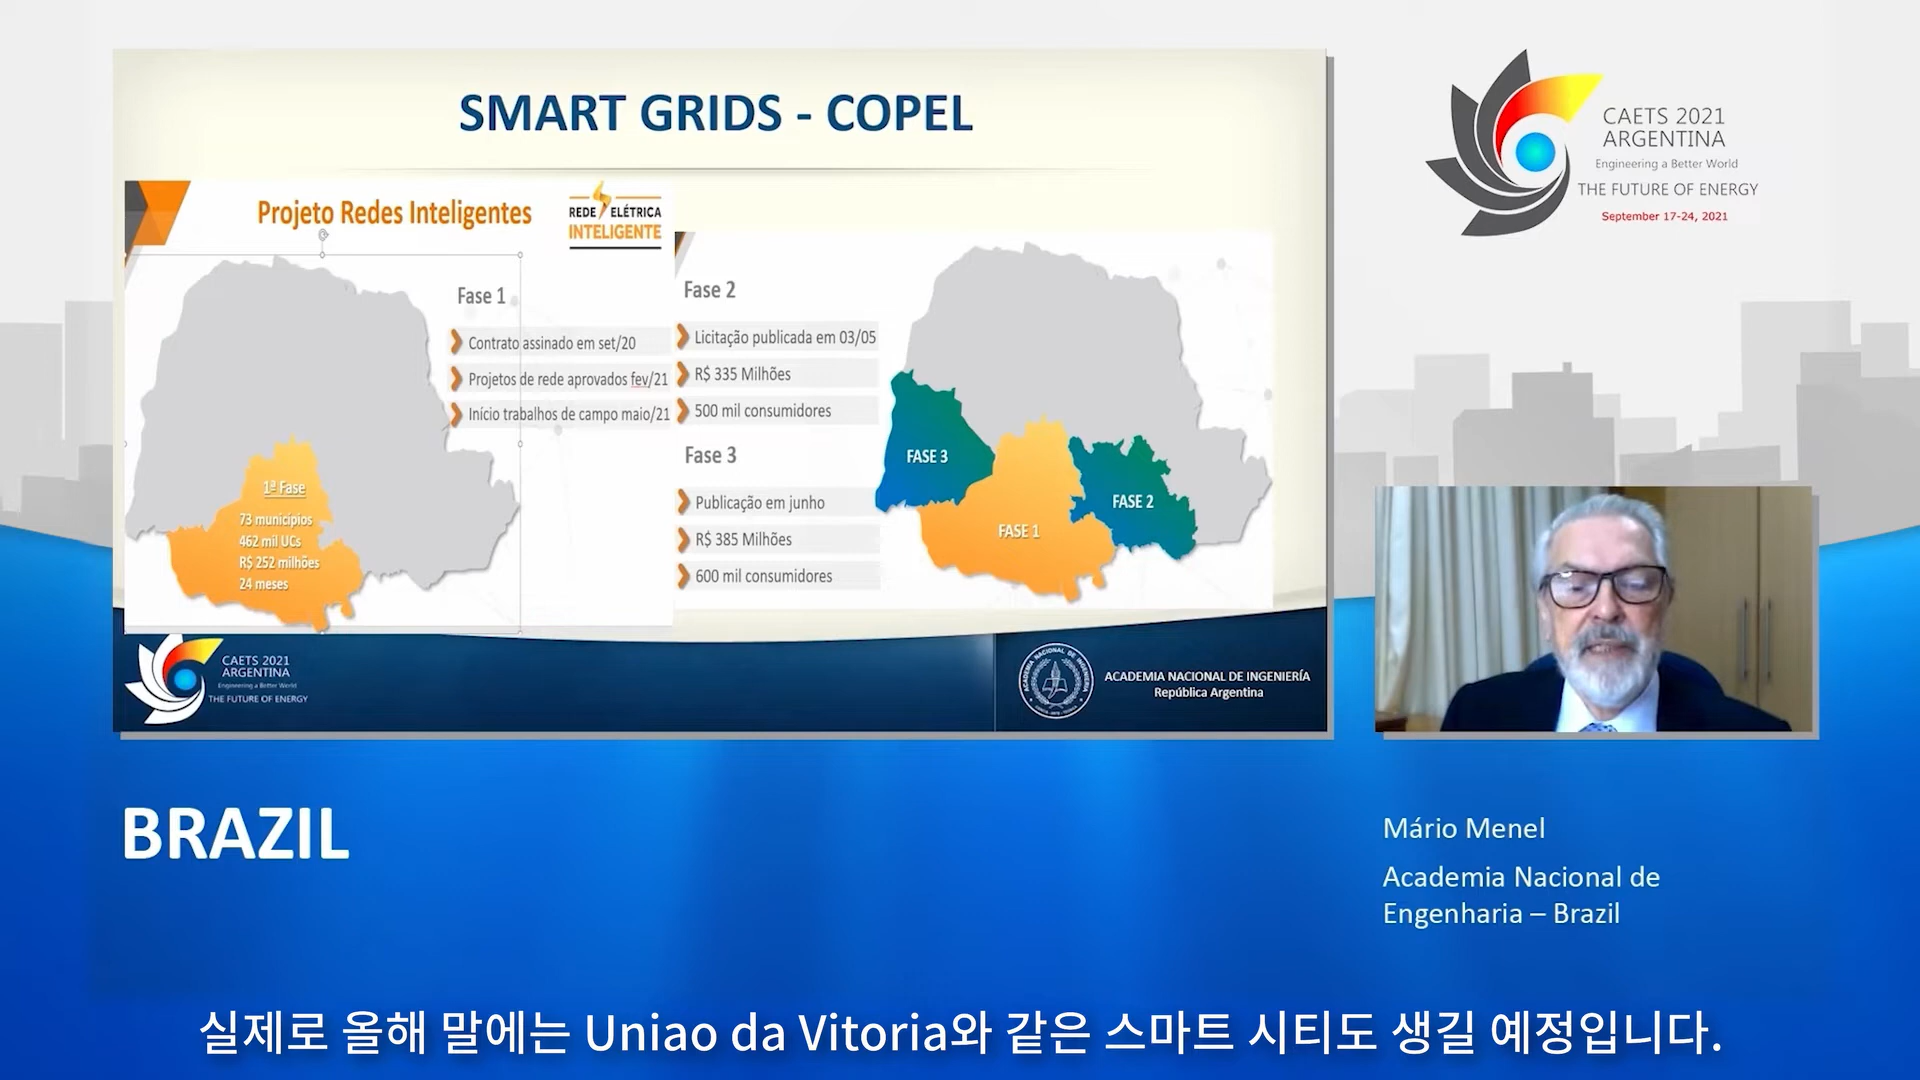 SMART GRIDS - COPEL
Projeto Redes Inteligentes
REDE ELÉTRICA
INTELIGENTE
Fase 1
Contrato assinado em set/20
Projetos de rede aprovados fev/21
Início trabalhos de campo maio/21
1ª Fase
73 municípios
462 mil UCs
R$ 252 milhões
24 meses
Fase 2
Licitação publicada em 03/05
R$ 335 Milhões
500 mil consumidores
Fase 3
Publicação em junho
R$ 385 Milhões
600 mil consumidores
FASE 3
FASE 1
FASE 2
CAETS 2021
ARGENTINA
Engineering a Better World
THE FUTURE OF ENERGY
ACADEMIA NACIONAL DE INGENIERÍA
República Argentina
CAETS 2021
ARGENTINA
Engineering a Better World
THE FUTURE OF ENERGY
September 17-24, 2021
BRAZIL
Mário Menel
Academia Nacional de
Engenharia – Brazil
실제로 올해 말에는 Uniao da Vitoria와 같은 스마트 시티도 생길 예정입니다.